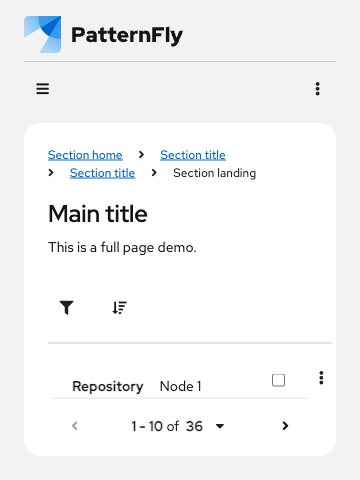 PatternFly
Section home Section title
Section title Section landing
Main title
This is a full page demo.
Repository Node 1
1 - 10 of 36